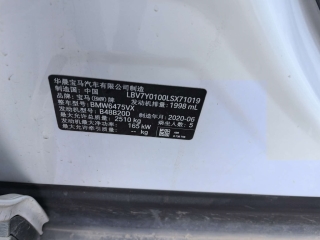 华晨宝马汽车有限公司制造
制造国：中国 LBV7Y0100LSX71019
品牌：宝马(BMW)牌 发动机排量：1998 mL
整车型号：BMW6475VX
发动机型号：B48B20D 制造年月：2020-06
最大允许总质量：2510 kg 乘坐人数：5
发动机最大净功率：165 kW
-- kg